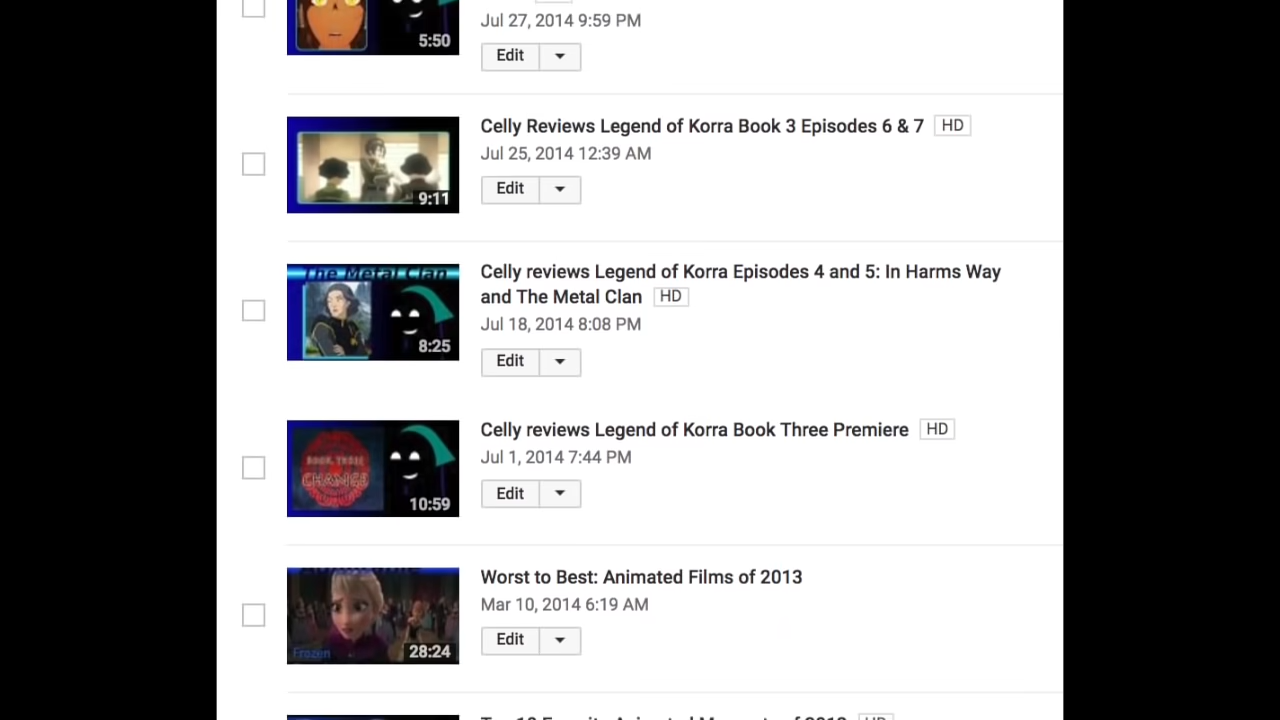 Jul 27, 2014 9:59 PM
5:50
Edit
Celly Reviews Legend of Korra Book 3 Episodes 6 & 7 HD
Jul 25, 2014 12:39 AM
9:11
Edit
The Metal Clan
Celly reviews Legend of Korra Episodes 4 and 5: In Harms Way
and The Metal Clan HD
Jul 18, 2014 8:08 PM
8:25
Edit
Celly reviews Legend of Korra Book Three Premiere HD
Jul 1, 2014 7:44 PM
BOOK THREE
CHANGE
10:59
Edit
Worst to Best: Animated Films of 2013
Mar 10, 2014 6:19 AM
Frozen
28:24
Edit